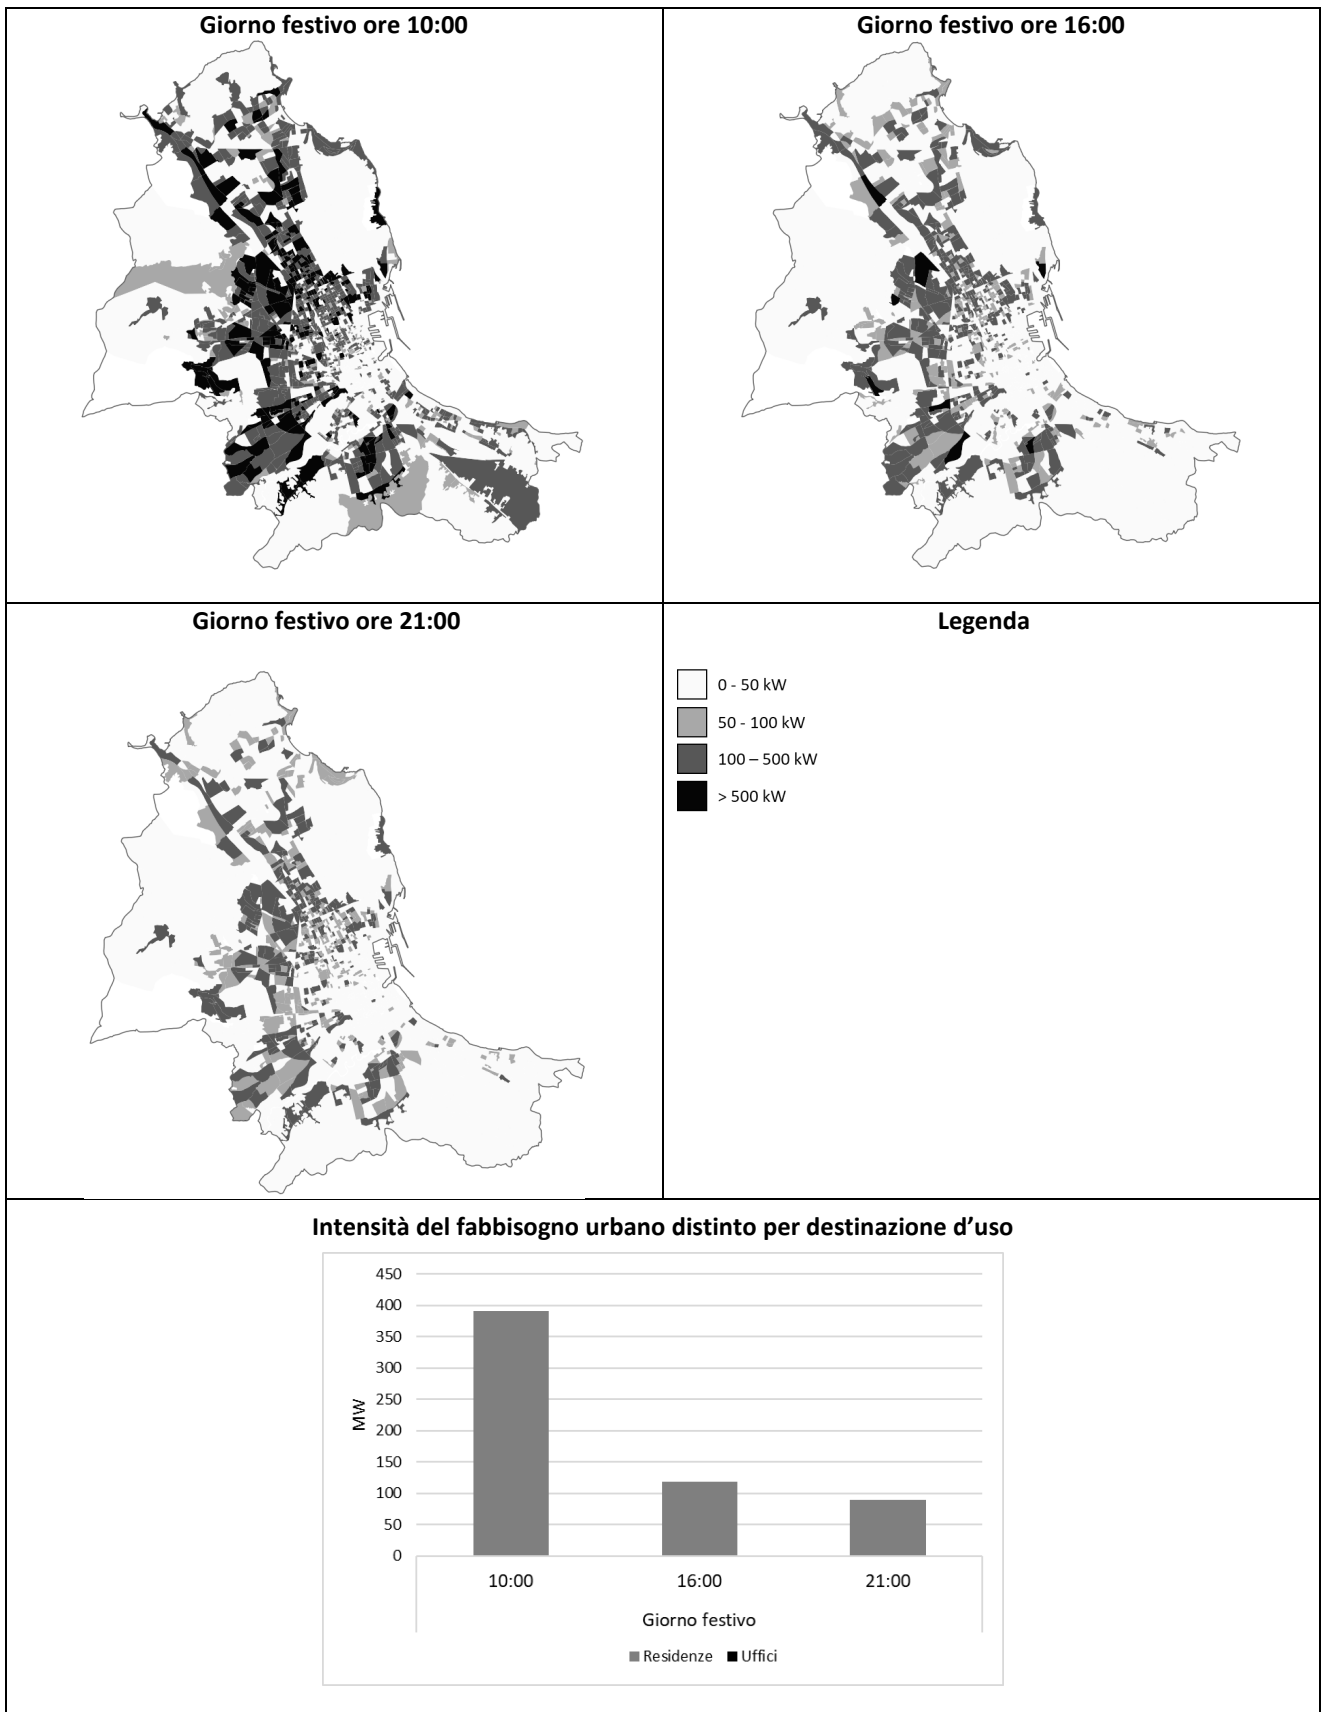 Giorno festivo ore 10:00
Giorno festivo ore 16:00
Giorno festivo ore 21:00
Legenda
0 - 50 kW
50 - 100 kW
100 – 500 kW
> 500 kW
Intensità del fabbisogno urbano distinto per destinazione d’uso
450
400
350
300
250
200
150
100
50
0
MW
10:00 16:00 21:00
Giorno festivo
Residenze Uffici